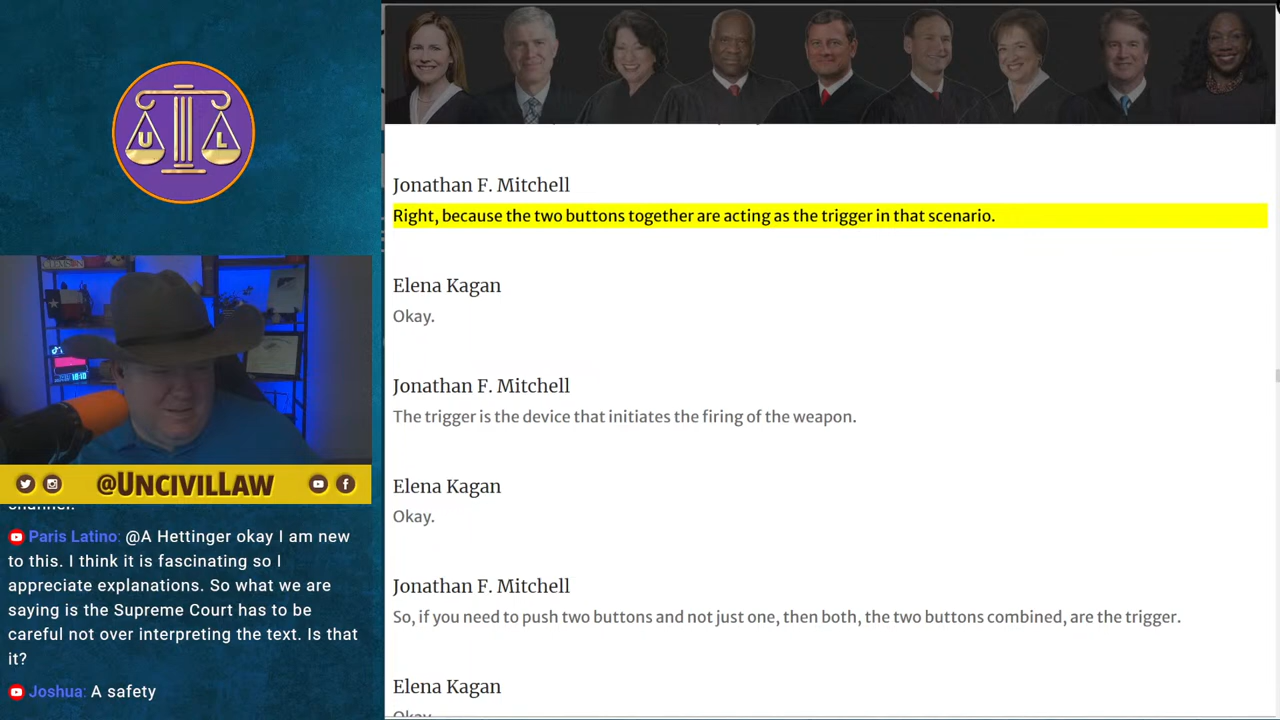 U L
@UNCIVILLAW
channel.
Paris Latino: @A Hettinger okay I am new
to this. I think it is fascinating so I
appreciate explanations. So what we are
saying is the Supreme Court has to be
careful not over interpreting the text. Is that
it?
Joshua: A safety
Jonathan F. Mitchell
Right, because the two buttons together are acting as the trigger in that scenario.
Elena Kagan
Okay.
Jonathan F. Mitchell
The trigger is the device that initiates the firing of the weapon.
Elena Kagan
Okay.
Jonathan F. Mitchell
So, if you need to push two buttons and not just one, then both, the two buttons combined, are the trigger.
Elena Kagan
Okay.